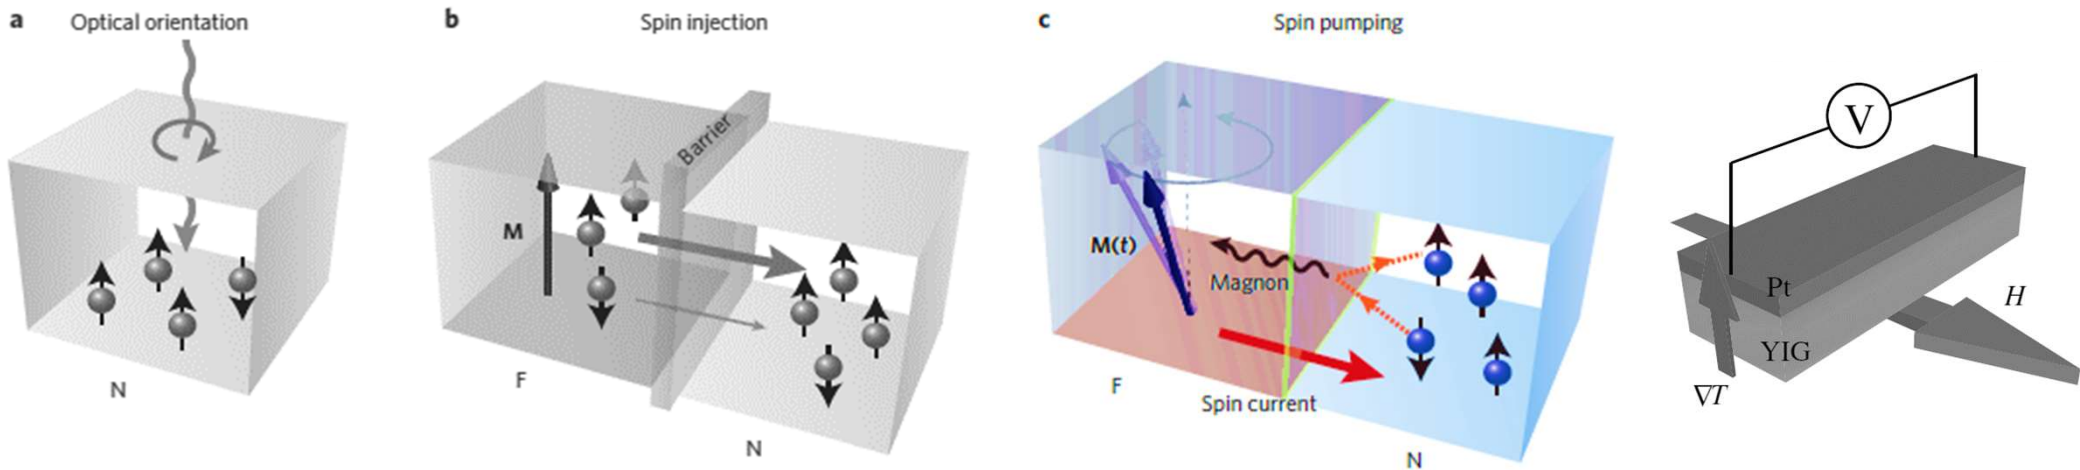 a Optical orientation
N
b Spin injection
Barrier
M
F
N
c Spin pumping
M(t)
Magnon
F
Spin current
N
V
Pt
YIG
H
∇T